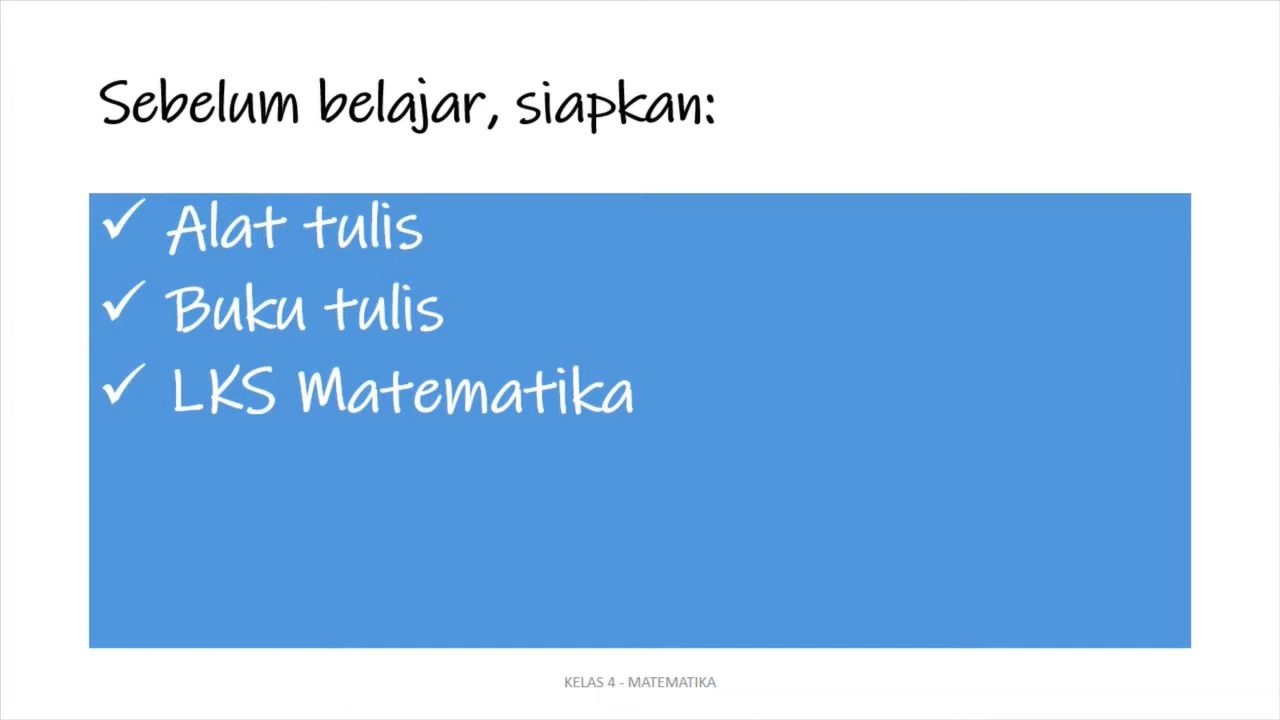 Sebelum belajar, siapkan:
✓ Alat tulis
✓ Buku tulis
✓ LKS Matematika
KELAS 4 - MATEMATIKA